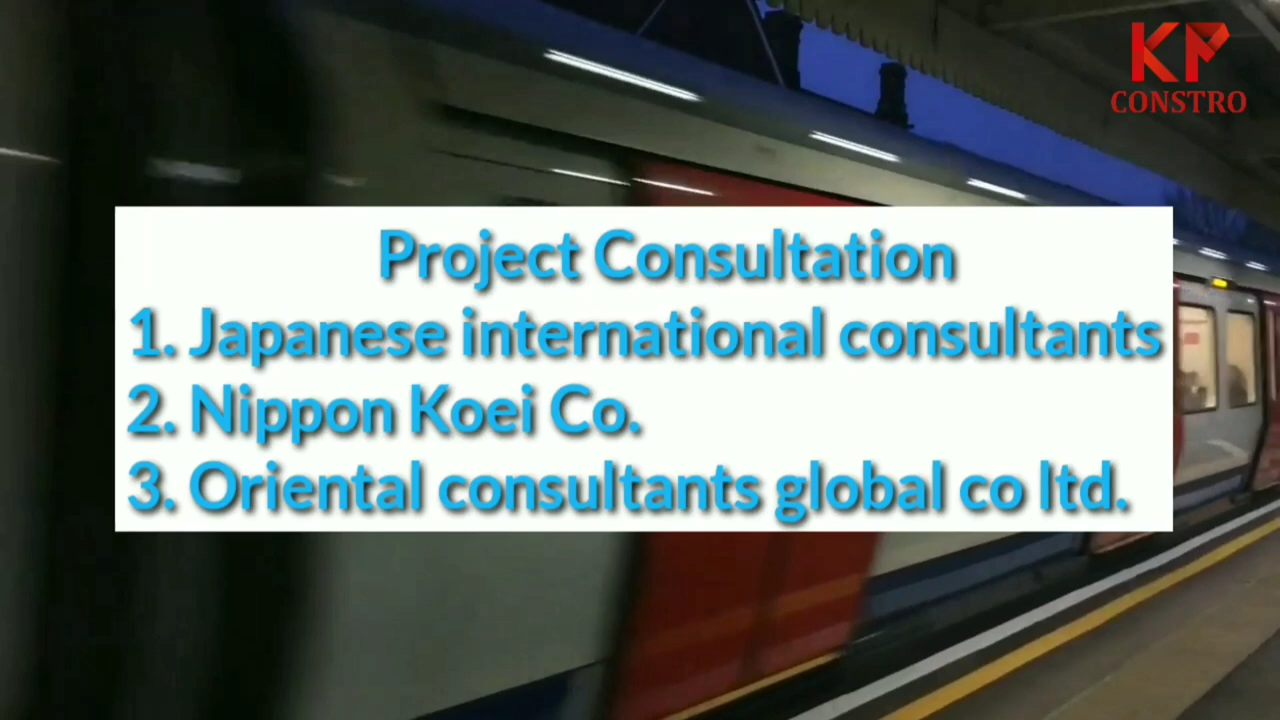 KP
CONSTRO
Project Consultation
1. Japanese international consultants
2. Nippon Koei Co.
3. Oriental consultants global co ltd.